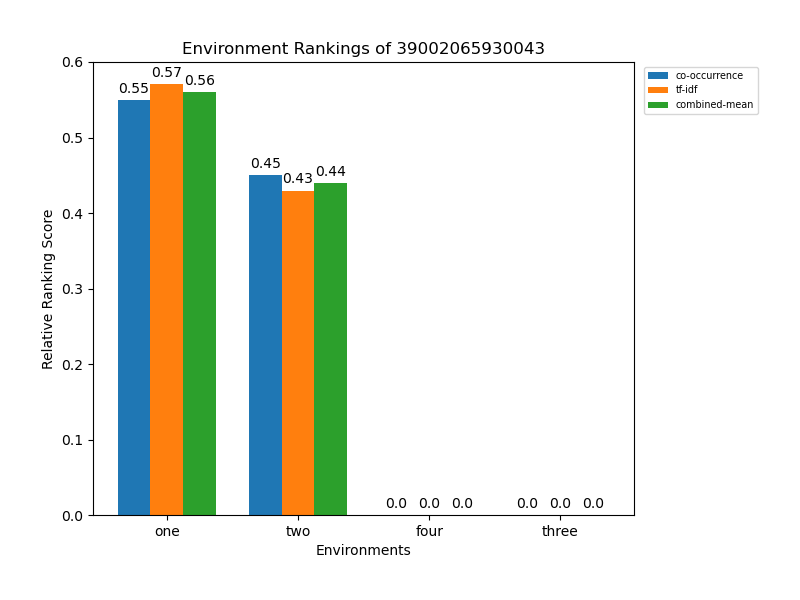 Environment Rankings of 39002065930043
co-occurrence
tf-idf
combined-mean
Relative Ranking Score
0.6
0.5
0.4
0.3
0.2
0.1
0.0
0.55
0.57
0.56
0.45
0.43
0.44
0.0 0.0 0.0
0.0 0.0 0.0
one two four three
Environments